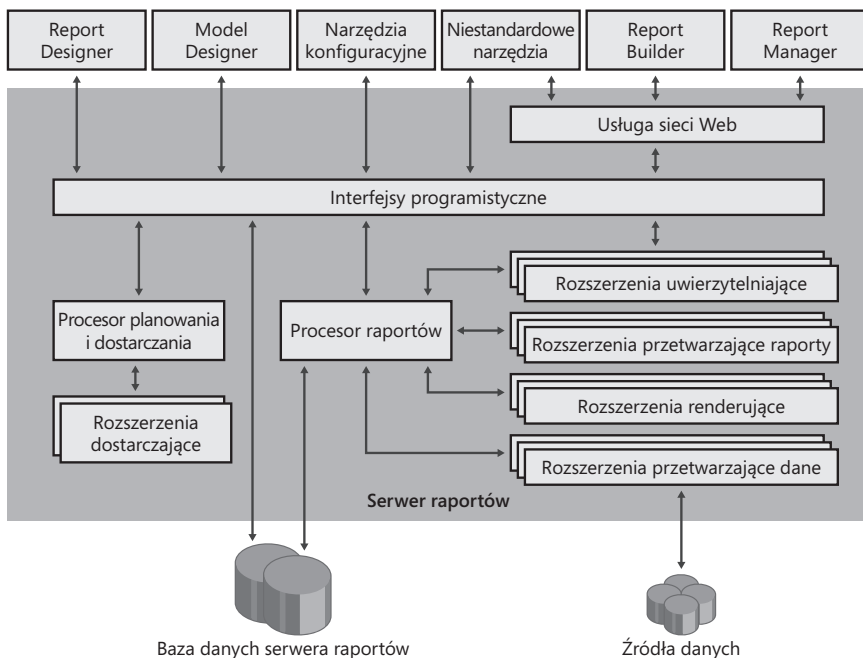 Report
Designer
Model
Designer
Narzędzia
konfiguracyjne
Niestandardowe
narzędzia
Report
Builder
Report
Manager
Usługa sieci Web
Interfejsy programistyczne
Procesor planowania
i dostarczania
Rozszerzenia
dostarczające
Procesor raportów
Rozszerzenia uwierzytelniające
Rozszerzenia przetwarzające raporty
Rozszerzenia renderujące
Rozszerzenia przetwarzające dane
Serwer raportów
Baza danych serwera raportów
Źródła danych